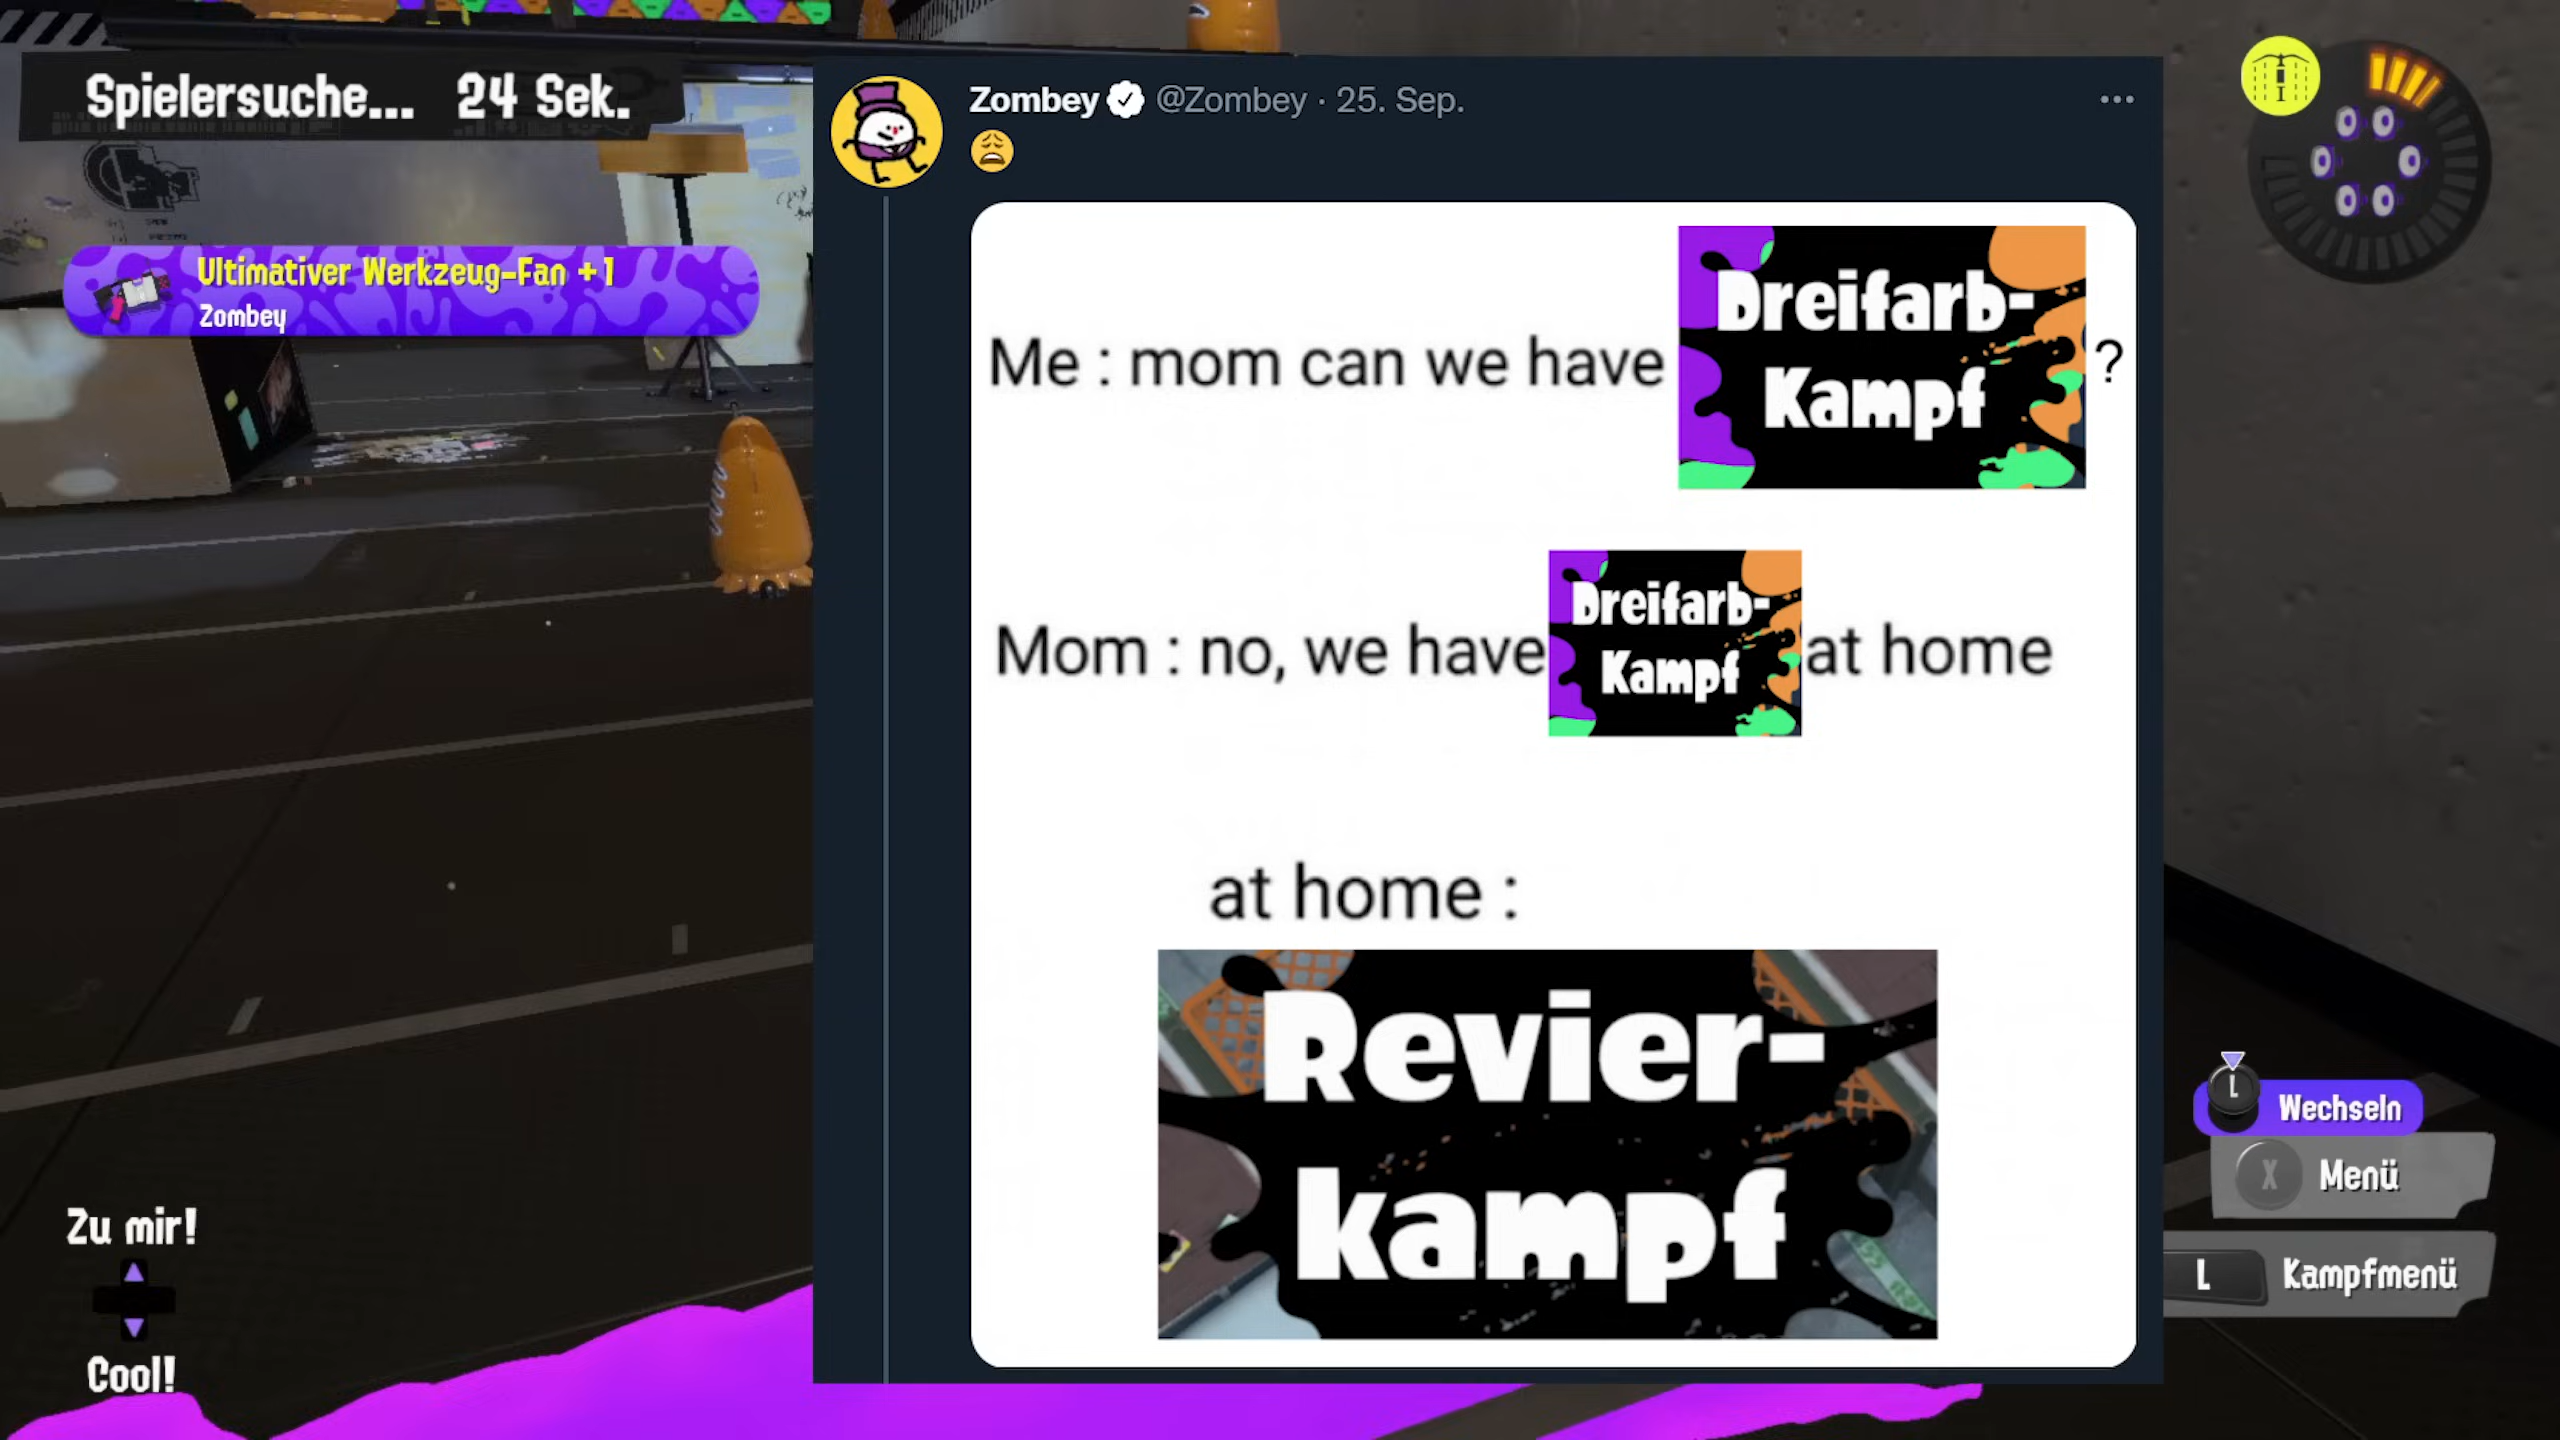 Spielersuche... 24 Sek.
Ultimativer Werkzeug-Fan +1
Zombey
Zombey @Zombey · 25. Sep.
Me : mom can we have
Dreifarb-
Kampf
?
Mom : no, we have
Dreifarb-
Kampf
at home
at home :
Revier-
kampf
Zu mir!
Cool!
L Wechseln
X Menü
L Kampfmenü